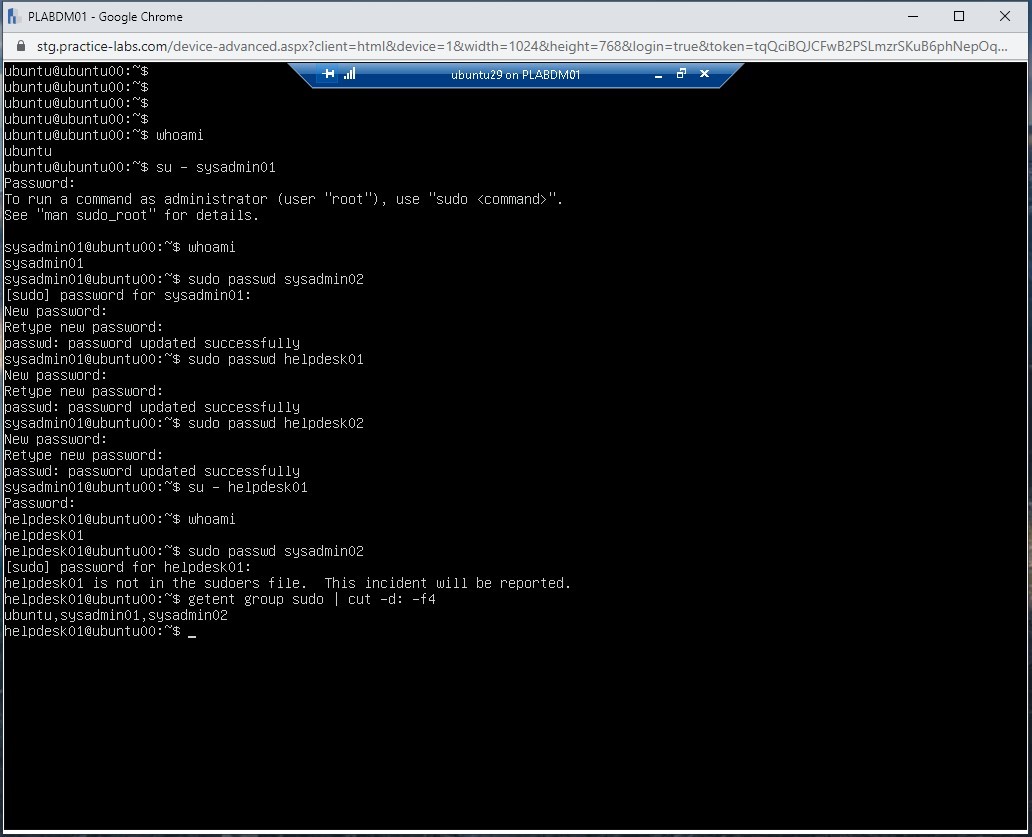 PLABDM01 - Google Chrome
stg.practice-labs.com/device-advanced.aspx?client=html&device=1&width=1024&height=768&login=true&token=tqQciBQJCFwB2PSLmzrSKuB6phNepOq...
ubuntu29 on PLABDM01
ubuntu@ubuntu00:~$
ubuntu@ubuntu00:~$
ubuntu@ubuntu00:~$
ubuntu@ubuntu00:~$
ubuntu@ubuntu00:~$ whoami
ubuntu
ubuntu@ubuntu00:~$ su - sysadmin01
Password:
To run a command as administrator (user "root"), use "sudo <command>".
See "man sudo_root" for details.
sysadmin01@ubuntu00:~$ whoami
sysadmin01
sysadmin01@ubuntu00:~$ sudo passwd sysadmin02
[sudo] password for sysadmin01:
New password:
Retype new password:
passwd: password updated successfully
sysadmin01@ubuntu00:~$ sudo passwd helpdesk01
New password:
Retype new password:
passwd: password updated successfully
sysadmin01@ubuntu00:~$ sudo passwd helpdesk02
New password:
Retype new password:
passwd: password updated successfully
sysadmin01@ubuntu00:~$ su - helpdesk01
Password:
helpdesk01@ubuntu00:~$ whoami
helpdesk01
helpdesk01@ubuntu00:~$ sudo passwd sysadmin02
[sudo] password for helpdesk01:
helpdesk01 is not in the sudoers file.  This incident will be reported.
helpdesk01@ubuntu00:~$ getent group sudo | cut -d: -f4
ubuntu,sysadmin01,sysadmin02
helpdesk01@ubuntu00:~$ _